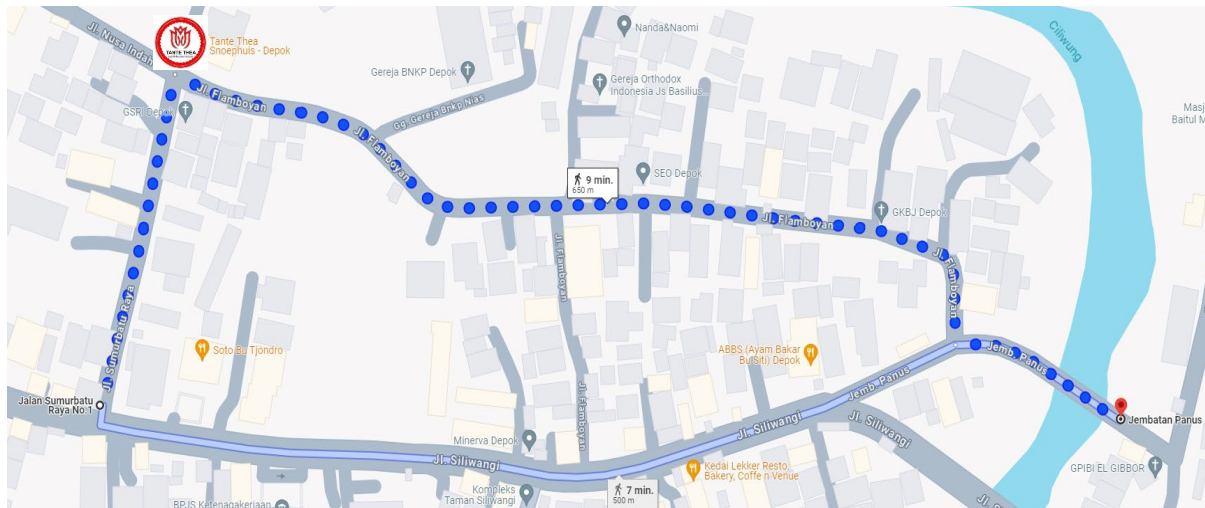 Jl. Nusa Indah
TANTE THEA
Tante Thea
Snoephuis - Depok
Nanda&Naomi
Ciliwung
Gereja BNKP Depok
Gereja Orthodox
Indonesia Js Basilius...
Jl. Flamboyan
GSRI Depok
Gg. Gereja Bnkp Nias
Masj
Baitul M
Jl. Flamboyan
9 min.
650 m
SEO Depok
Jl. Flamboyan
GKBJ Depok
Jl. Flamboyan
Jl. Flamboyan
Jl. Sumurbatu Raya
Soto Bu Tjondro
ABBS (Ayam Bakar
Bu Siti) Depok
Jemb. Panus
Jalan Sumurbatu
Raya No.1
Jl. Flamboyan
Jemb. Panus
Jembatan Panus
Minerva Depok
Jl. Siliwangi
Jl. Siliwangi
Jl. Siliwangi
Kedai Lekker Resto,
Bakery, Coffe n Venue
GPIBI EL GIBBOR
Kompleks
Taman Siliwangi
7 min.
500 m
BPJS Ketenagakerjaan
Jl. S